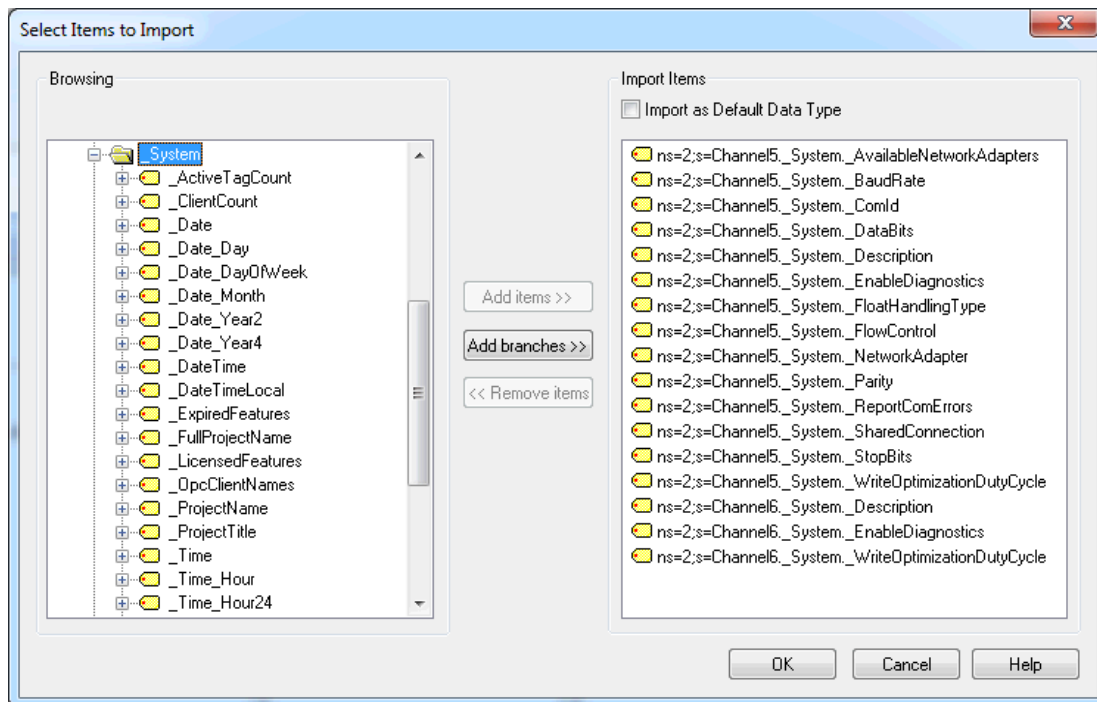 Select Items to Import
x
Browsing
_System
_ActiveTagCount
_ClientCount
_Date
_Date_Day
_Date_DayOfWeek
_Date_Month
_Date_Year2
_Date_Year4
_DateTime
_DateTimeLocal
_ExpiredFeatures
_FullProjectName
_LicensedFeatures
_OpcClientNames
_ProjectName
_ProjectTitle
_Time
_Time_Hour
_Time_Hour24
Add items >>
Add branches >>
<< Remove items
Import Items
Import as Default Data Type
ns=2;s=Channel5._System._AvailableNetworkAdapters
ns=2;s=Channel5._System._BaudRate
ns=2;s=Channel5._System._ComId
ns=2;s=Channel5._System._DataBits
ns=2;s=Channel5._System._Description
ns=2;s=Channel5._System._EnableDiagnostics
ns=2;s=Channel5._System._FloatHandlingType
ns=2;s=Channel5._System._FlowControl
ns=2;s=Channel5._System._NetworkAdapter
ns=2;s=Channel5._System._Parity
ns=2;s=Channel5._System._ReportComErrors
ns=2;s=Channel5._System._SharedConnection
ns=2;s=Channel5._System._StopBits
ns=2;s=Channel5._System._WriteOptimizationDutyCycle
ns=2;s=Channel6._System._Description
ns=2;s=Channel6._System._EnableDiagnostics
ns=2;s=Channel6._System._WriteOptimizationDutyCycle
OK
Cancel
Help